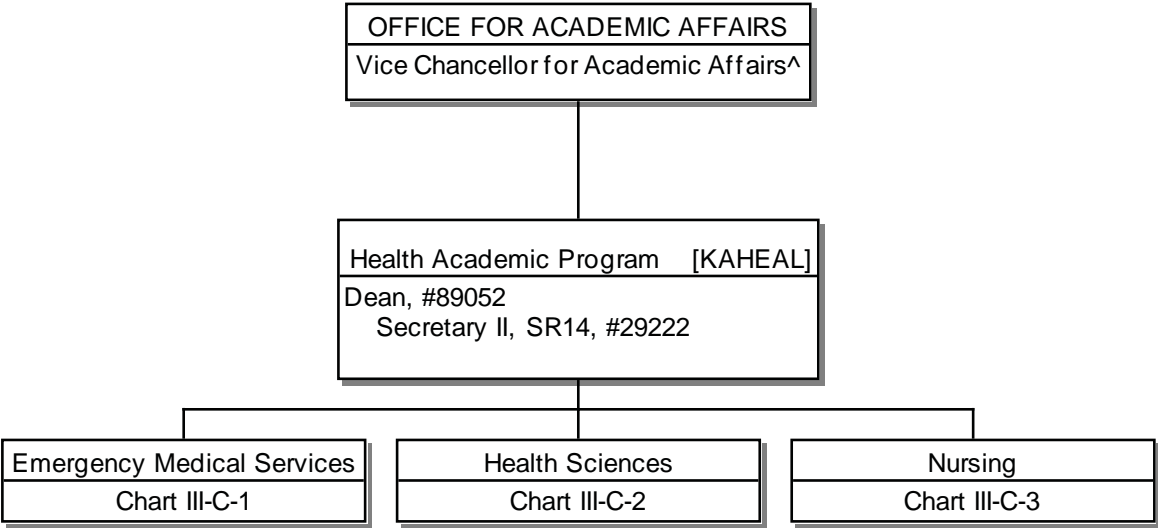 OFFICE FOR ACADEMIC AFFAIRS
Vice Chancellor for Academic Affairs^
Health Academic Program [KAHEAL]
Dean, #89052
Secretary II, SR14, #29222
Emergency Medical Services
Chart III-C-1
Health Sciences
Chart III-C-2
Nursing
Chart III-C-3